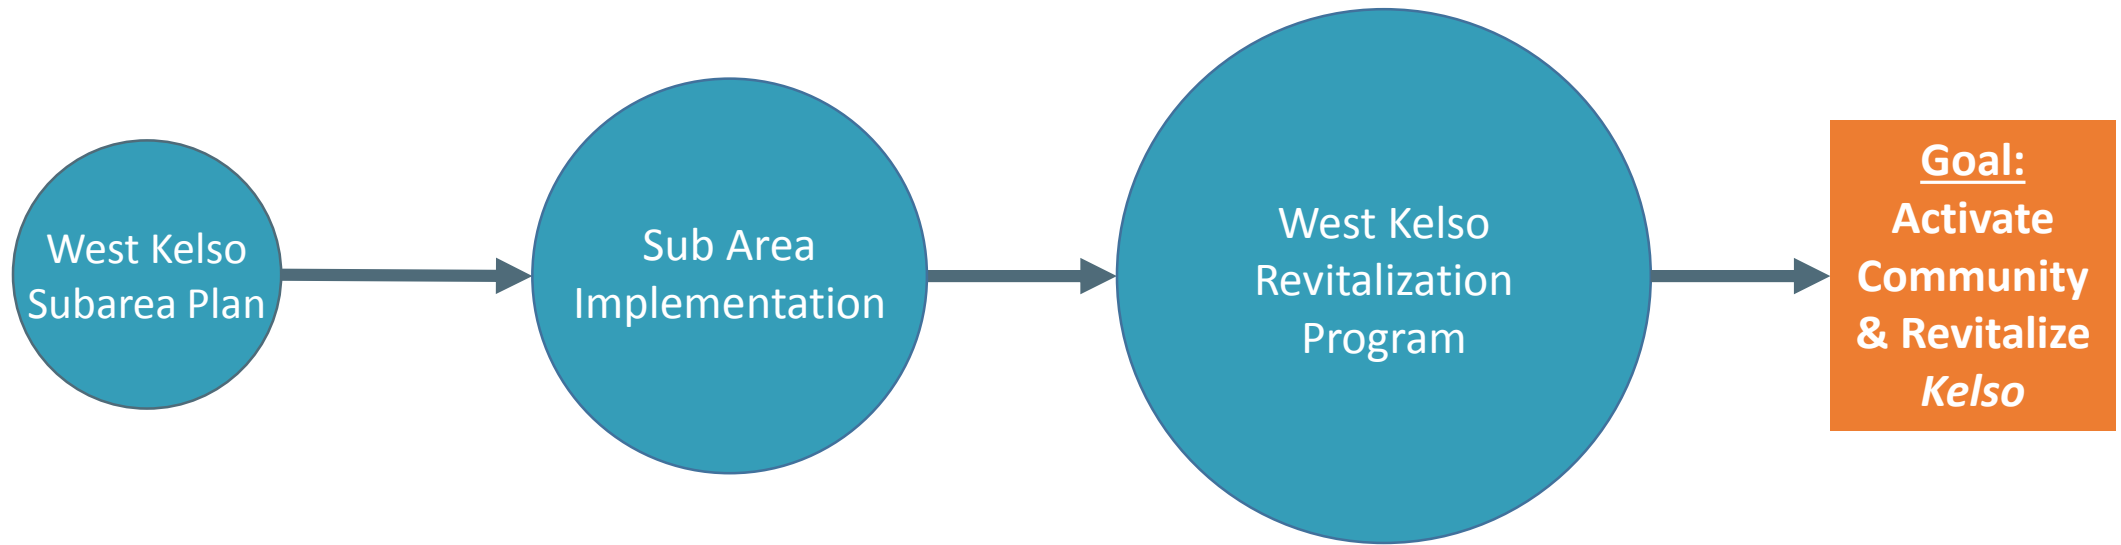 West Kelso
Subarea Plan
Sub Area
Implementation
West Kelso
Revitalization
Program
Goal:
Activate
Community
& Revitalize
Kelso